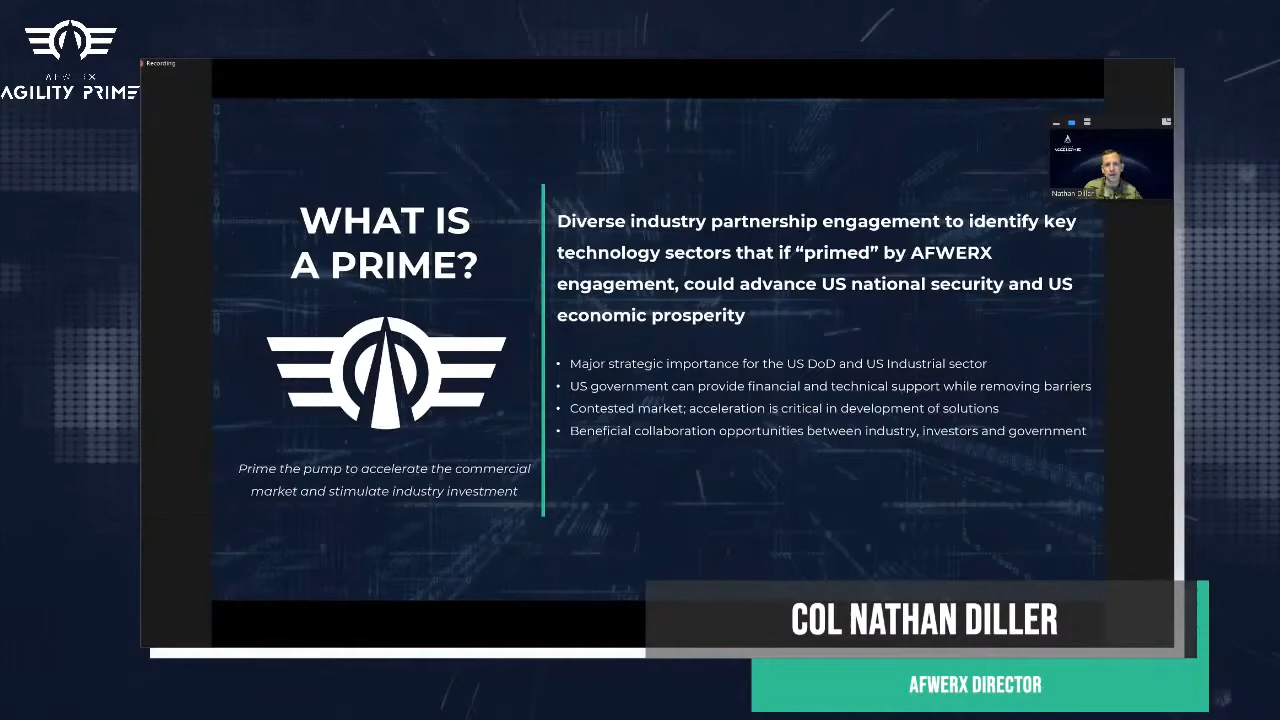 AFWERX
AGILITY PRIME
Recording
Nathan Diller
WHAT IS
A PRIME?
Prime the pump to accelerate the commercial
market and stimulate industry investment
Diverse industry partnership engagement to identify key
technology sectors that if “primed” by AFWERX
engagement, could advance US national security and US
economic prosperity
• Major strategic importance for the US DoD and US Industrial sector
• US government can provide financial and technical support while removing barriers
• Contested market; acceleration is critical in development of solutions
• Beneficial collaboration opportunities between industry, investors and government
COL NATHAN DILLER
AFWERX DIRECTOR